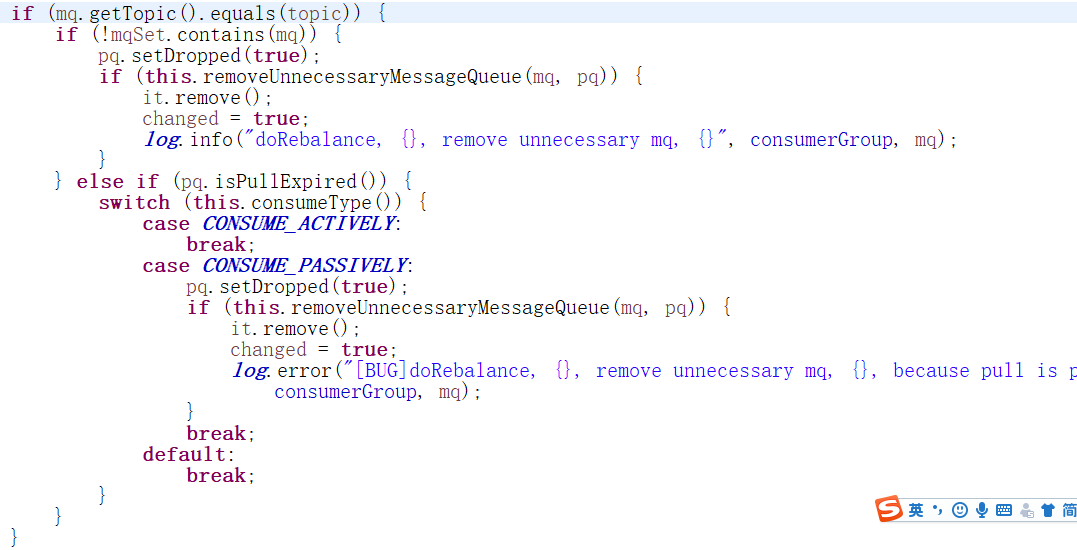 if (mq.getTopic().equals(topic)) {
    if (!mqSet.contains(mq)) {
        pq.setDropped(true);
        if (this.removeUnnecessaryMessageQueue(mq, pq)) {
            it.remove();
            changed = true;
            log.info("doRebalance, {}, remove unnecessary mq, {}", consumerGroup, mq);
        }
    } else if (pq.isPullExpired()) {
        switch (this.consumeType()) {
            case CONSUME_ACTIVELY:
                break;
            case CONSUME_PASSIVELY:
                pq.setDropped(true);
                if (this.removeUnnecessaryMessageQueue(mq, pq)) {
                    it.remove();
                    changed = true;
                    log.error("[BUG]doRebalance, {}, remove unnecessary mq, {}, because pull is p
                        consumerGroup, mq);
                }
                break;
            default:
                break;
        }
    }
}
S 英 简